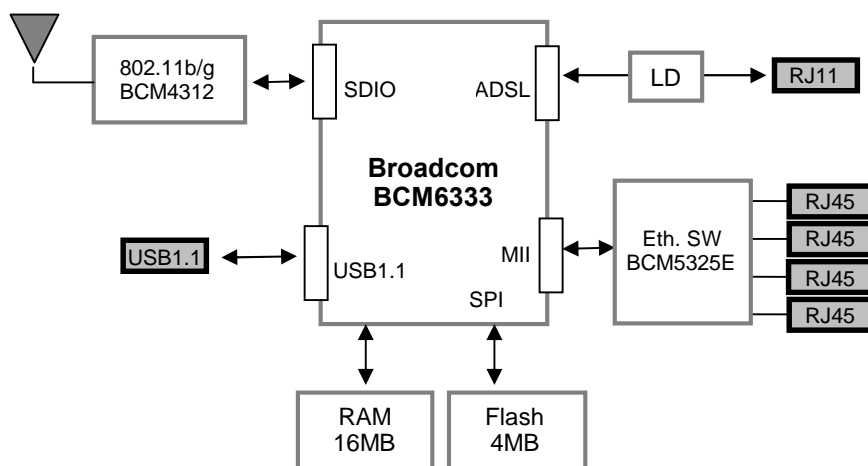 802.11b/g
BCM4312
SDIO
ADSL
LD
RJ11
Broadcom
BCM6333
USB1.1
USB1.1
MII
SPI
Eth. SW
BCM5325E
RJ45
RJ45
RJ45
RJ45
RAM
16MB
Flash
4MB